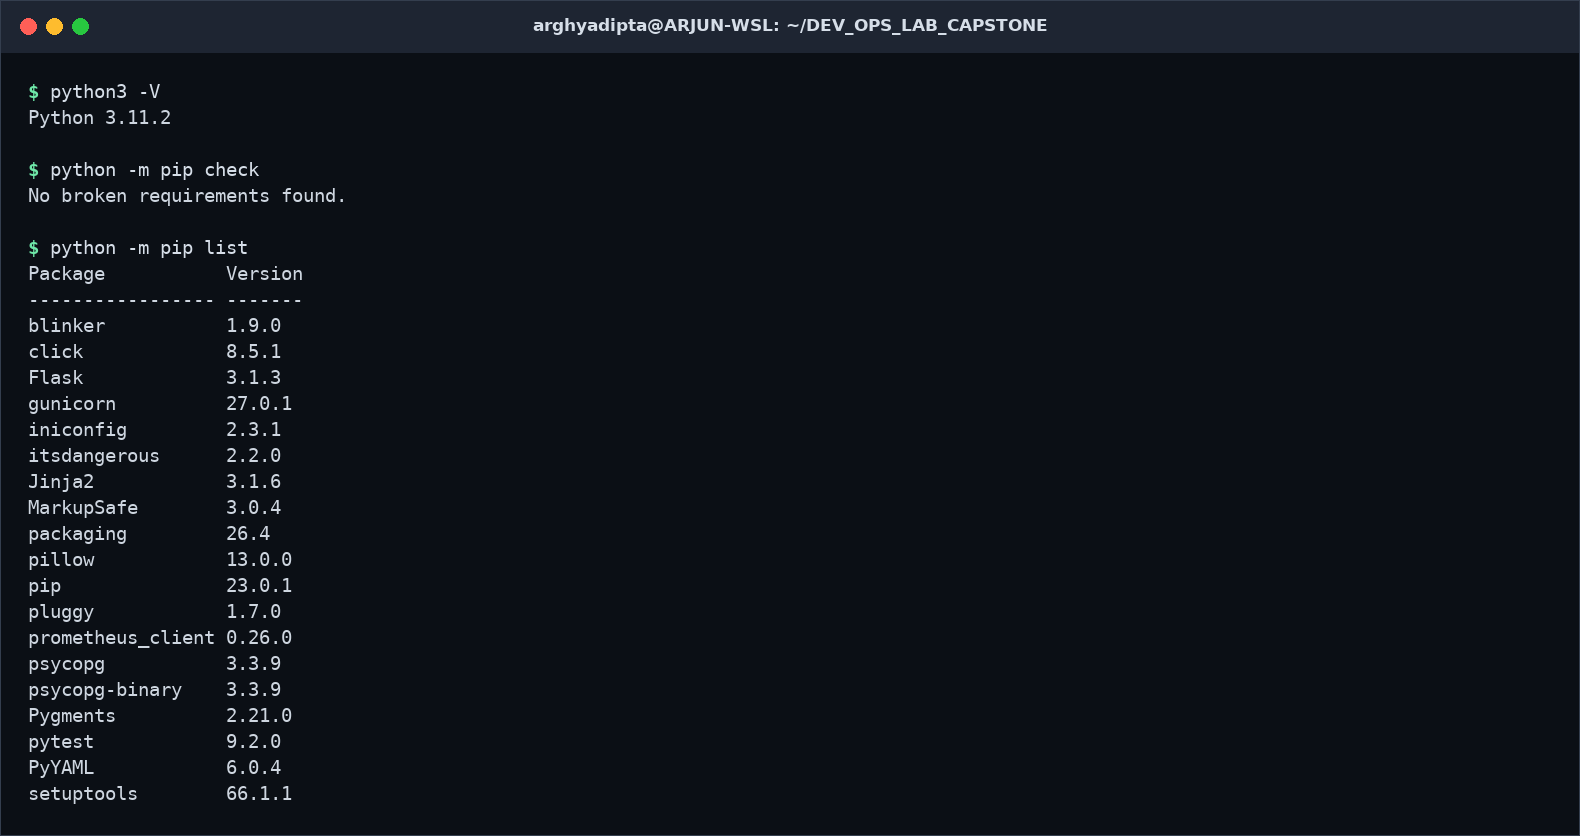 arghyadipta@ARJUN-WSL: ~/DEV_OPS_LAB_CAPSTONE
$ python3 -V
Python 3.11.2
$ python -m pip check
No broken requirements found.
$ python -m pip list
Package           Version
----------------- -------
blinker           1.9.0
click             8.5.1
Flask             3.1.3
gunicorn          27.0.1
iniconfig         2.3.1
itsdangerous      2.2.0
Jinja2            3.1.6
MarkupSafe        3.0.4
packaging         26.4
pillow            13.0.0
pip               23.0.1
pluggy            1.7.0
prometheus_client 0.26.0
psycopg           3.3.9
psycopg-binary    3.3.9
Pygments          2.21.0
pytest            9.2.0
PyYAML            6.0.4
setuptools        66.1.1